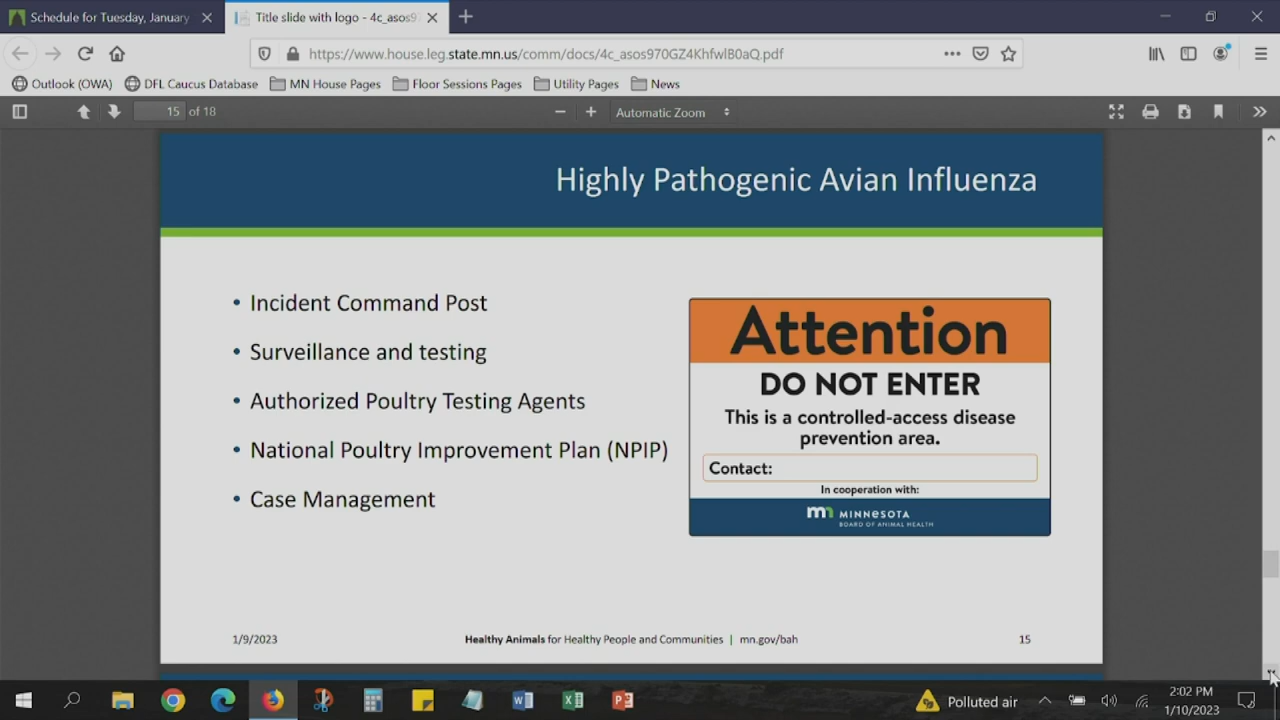 Schedule for Tuesday, January
Title slide with logo - 4c_asos9
https://www.house.leg.state.mn.us/comm/docs/4c_asos970GZ4KhfwlB0aQ.pdf
Outlook (OWA)
DFL Caucus Database
MN House Pages
Floor Sessions Pages
Utility Pages
News
15 of 18
Automatic Zoom
Highly Pathogenic Avian Influenza
• Incident Command Post
• Surveillance and testing
• Authorized Poultry Testing Agents
• National Poultry Improvement Plan (NPIP)
• Case Management
Attention
DO NOT ENTER
This is a controlled-access disease
prevention area.
Contact:
In cooperation with:
mn MINNESOTA
BOARD OF ANIMAL HEALTH
1/9/2023
Healthy Animals for Healthy People and Communities | mn.gov/bah
15
Polluted air
2:02 PM
1/10/2023